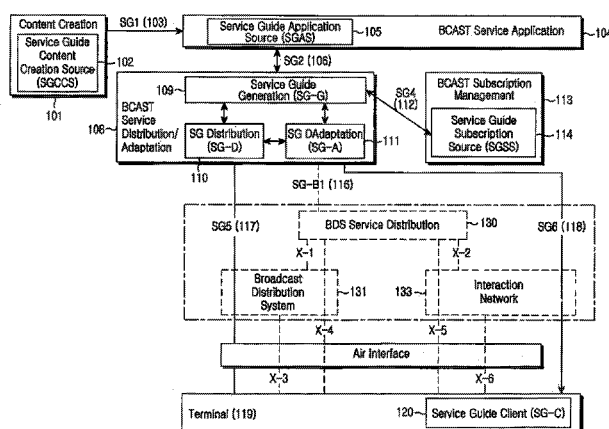 Content Creation
Service Guide
Content
Creation Source
(SGCCS)
102
101
SG1 (103)
Service Guide Application
Source (SGAS)
105
BCAST Service Application
104
SG2 (106)
109
Service Guide
Generation (SG-G)
BCAST
Service
Distribution/
Adaptation
108
SG Distribution
(SG-D)
SG DAdaptation
(SG-A)
111
110
SG4
(112)
BCAST Subscription
Management
113
Service Guide
Subscription
Source (SGSS)
114
SG-B1 (116)
SG5 (117)
BDS Service Distribution
130
SG6 (118)
X-1
X-2
Broadcast
Distribution
System
131
133
Interaction
Network
X-4
X-5
Air Interface
X-3
X-6
Terminal (119)
120
Service Guide Client (SG-C)